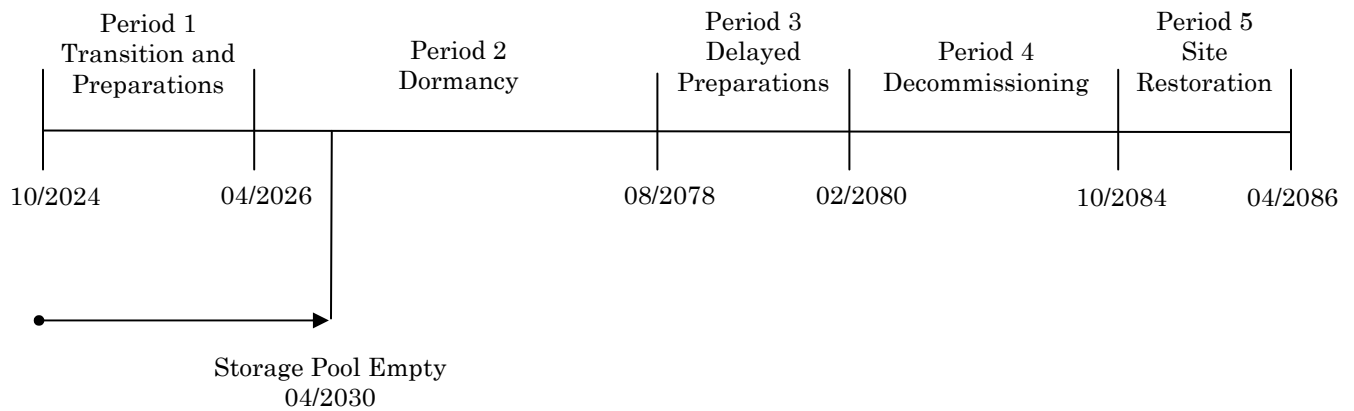 Period 1
Transition and
Preparations
Period 2
Dormancy
Period 3
Delayed
Preparations
Period 4
Decommissioning
Period 5
Site
Restoration
10/2024
04/2026
08/2078
02/2080
10/2084
04/2086
Storage Pool Empty
04/2030